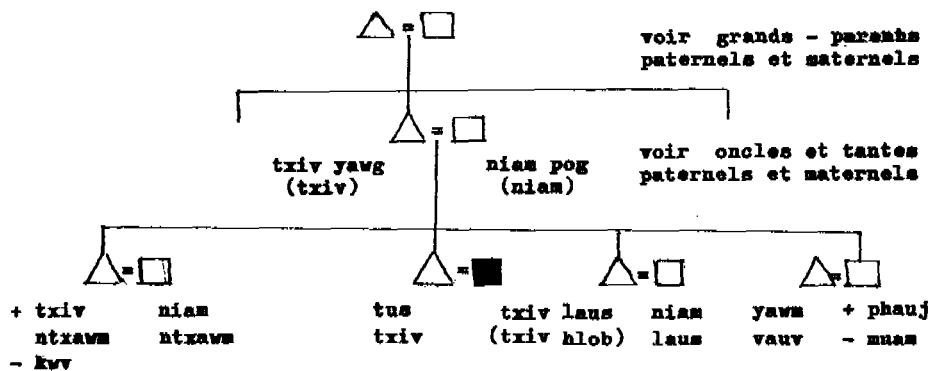 voir grands - parents
paternels et maternels
txiv yawg niam pog
(txiv) (niam)
voir oncles et tantes
paternels et maternels
+ txiv niam tus txiv laus niam yawm + phauj
ntxawm ntxawm txiv (txiv hlob) laus vauv - muam
- kwv